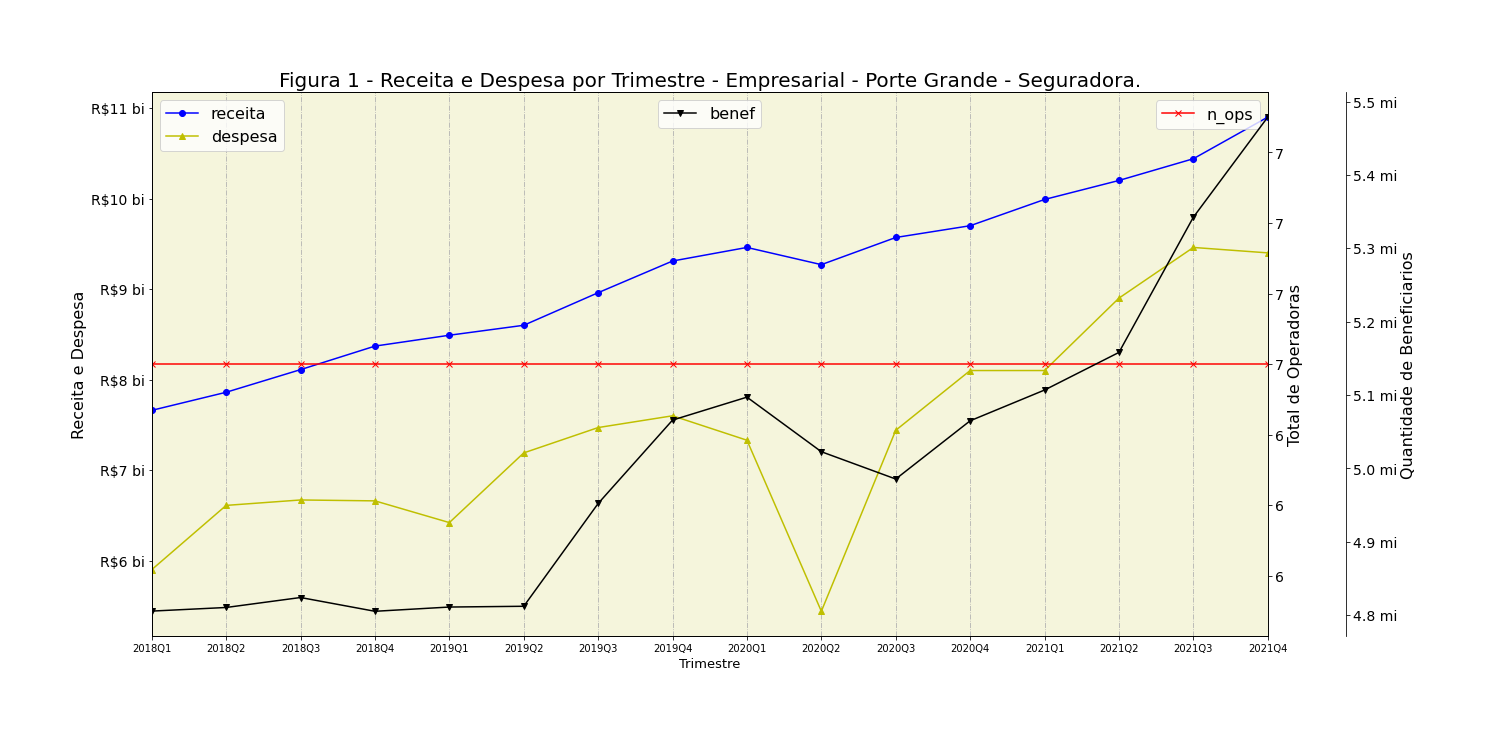 Figura 1 - Receita e Despesa por Trimestre - Empresarial - Porte Grande - Seguradora.
receita
despesa
benef
n_ops
R$11 bi
R$10 bi
R$9 bi
R$8 bi
R$7 bi
R$6 bi
Receita e Despesa
7
7
7
7
6
6
6
Total de Operadoras
5.5 mi
5.4 mi
5.3 mi
5.2 mi
5.1 mi
5.0 mi
4.9 mi
4.8 mi
Quantidade de Beneficiarios
2018Q1 2018Q2 2018Q3 2018Q4 2019Q1 2019Q2 2019Q3 2019Q4 2020Q1 2020Q2 2020Q3 2020Q4 2021Q1 2021Q2 2021Q3 2021Q4
Trimestre